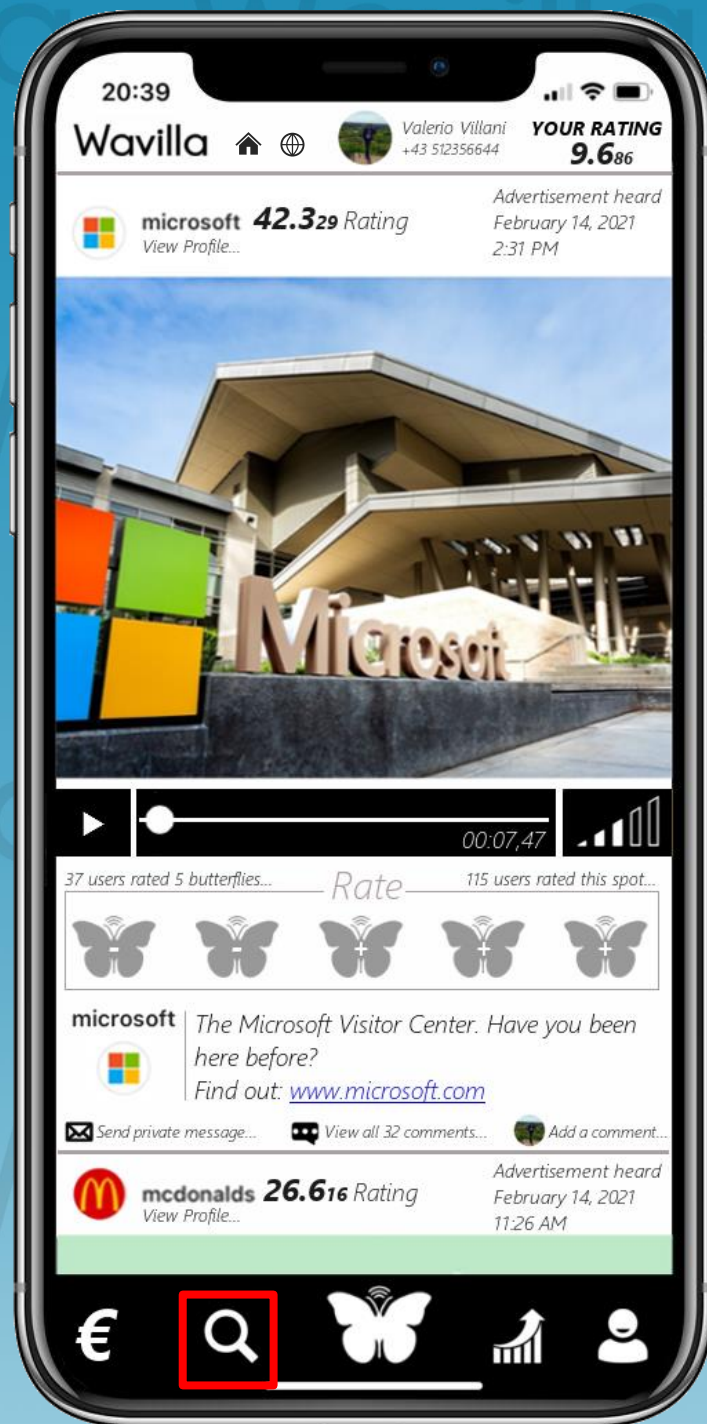 20:39
Wavilla
Valerio Villani
+43 512356644
YOUR RATING
9.686
microsoft 42.329 Rating
View Profile...
Advertisement heard
February 14, 2021
2:31 PM
Microsoft
00:07,47
37 users rated 5 butterflies...
Rate
115 users rated this spot...
microsoft
The Microsoft Visitor Center. Have you been
here before?
Find out: www.microsoft.com
Send private message...
View all 32 comments...
Add a comment...
mcdonalds 26.616 Rating
View Profile...
Advertisement heard
February 14, 2021
11:26 AM
€